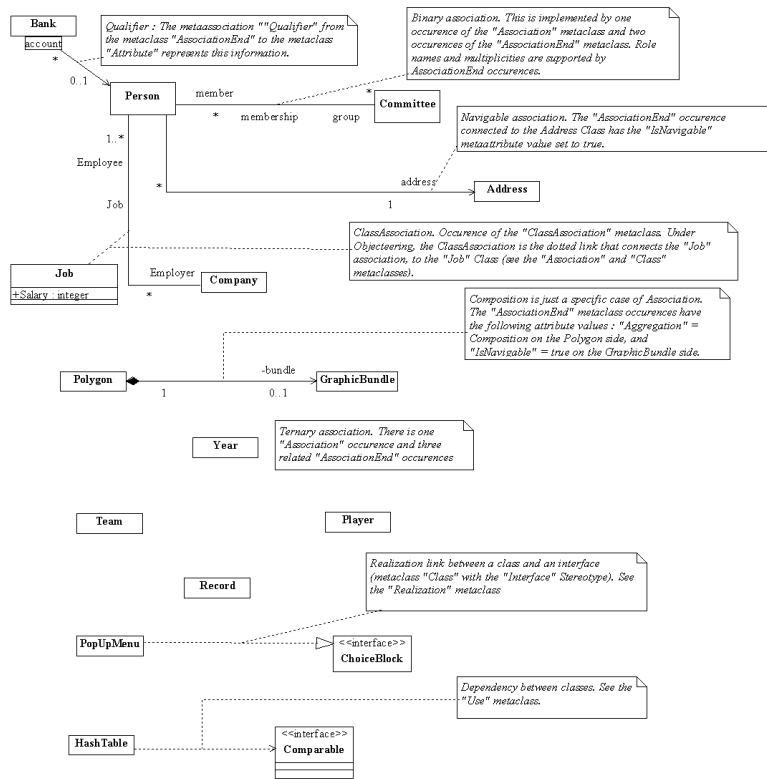 Bank
account
*
0..1
Qualifier : The metaassociation ""Qualifier" from
the metaclass "AssociationEnd" to the metaclass
"Attribute" represents this information.
Binary association. This is implemented by one
occurence of the "Association" metaclass and two
occurences of the "AssociationEnd" metaclass. Role
names and multiplicities are supported by
AssociationEnd occurences.
Person
member
*
*
membership
group
Committee
Navigable association. The "AssociationEnd" occurence
connected to the Address Class has the "IsNavigable"
metaattribute value set to true.
1..*
Employee
*
address
1
Address
Job
ClassAssociation. Occurence of the "ClassAssociation" metaclass. Under
Objecteering, the ClassAssociation is the dotted link that connects the "Job"
association, to the "Job" Class (see the "Association" and "Class"
metaclasses).
Job
+Salary : integer
Employer
*
Company
Composition is just a specific case of Association.
The "AssociationEnd" metaclass occurences have
the following attribute values : "Aggregation" =
Composition on the Polygon side, and
"IsNavigable" = true on the GraphicBundle side.
Polygon
1
-bundle
0..1
GraphicBundle
Year
Ternary association. There is one
"Association" occurence and three
related "AssociationEnd" occurences
Team
Player
Record
Realization link between a class and an interface
(metaclass "Class" with the "Interface" Stereotype). See
the "Realization" metaclass
PopUpMenu
<<interface>>
ChoiceBlock
Dependency between classes. See the
"Use" metaclass.
HashTable
<<interface>>
Comparable